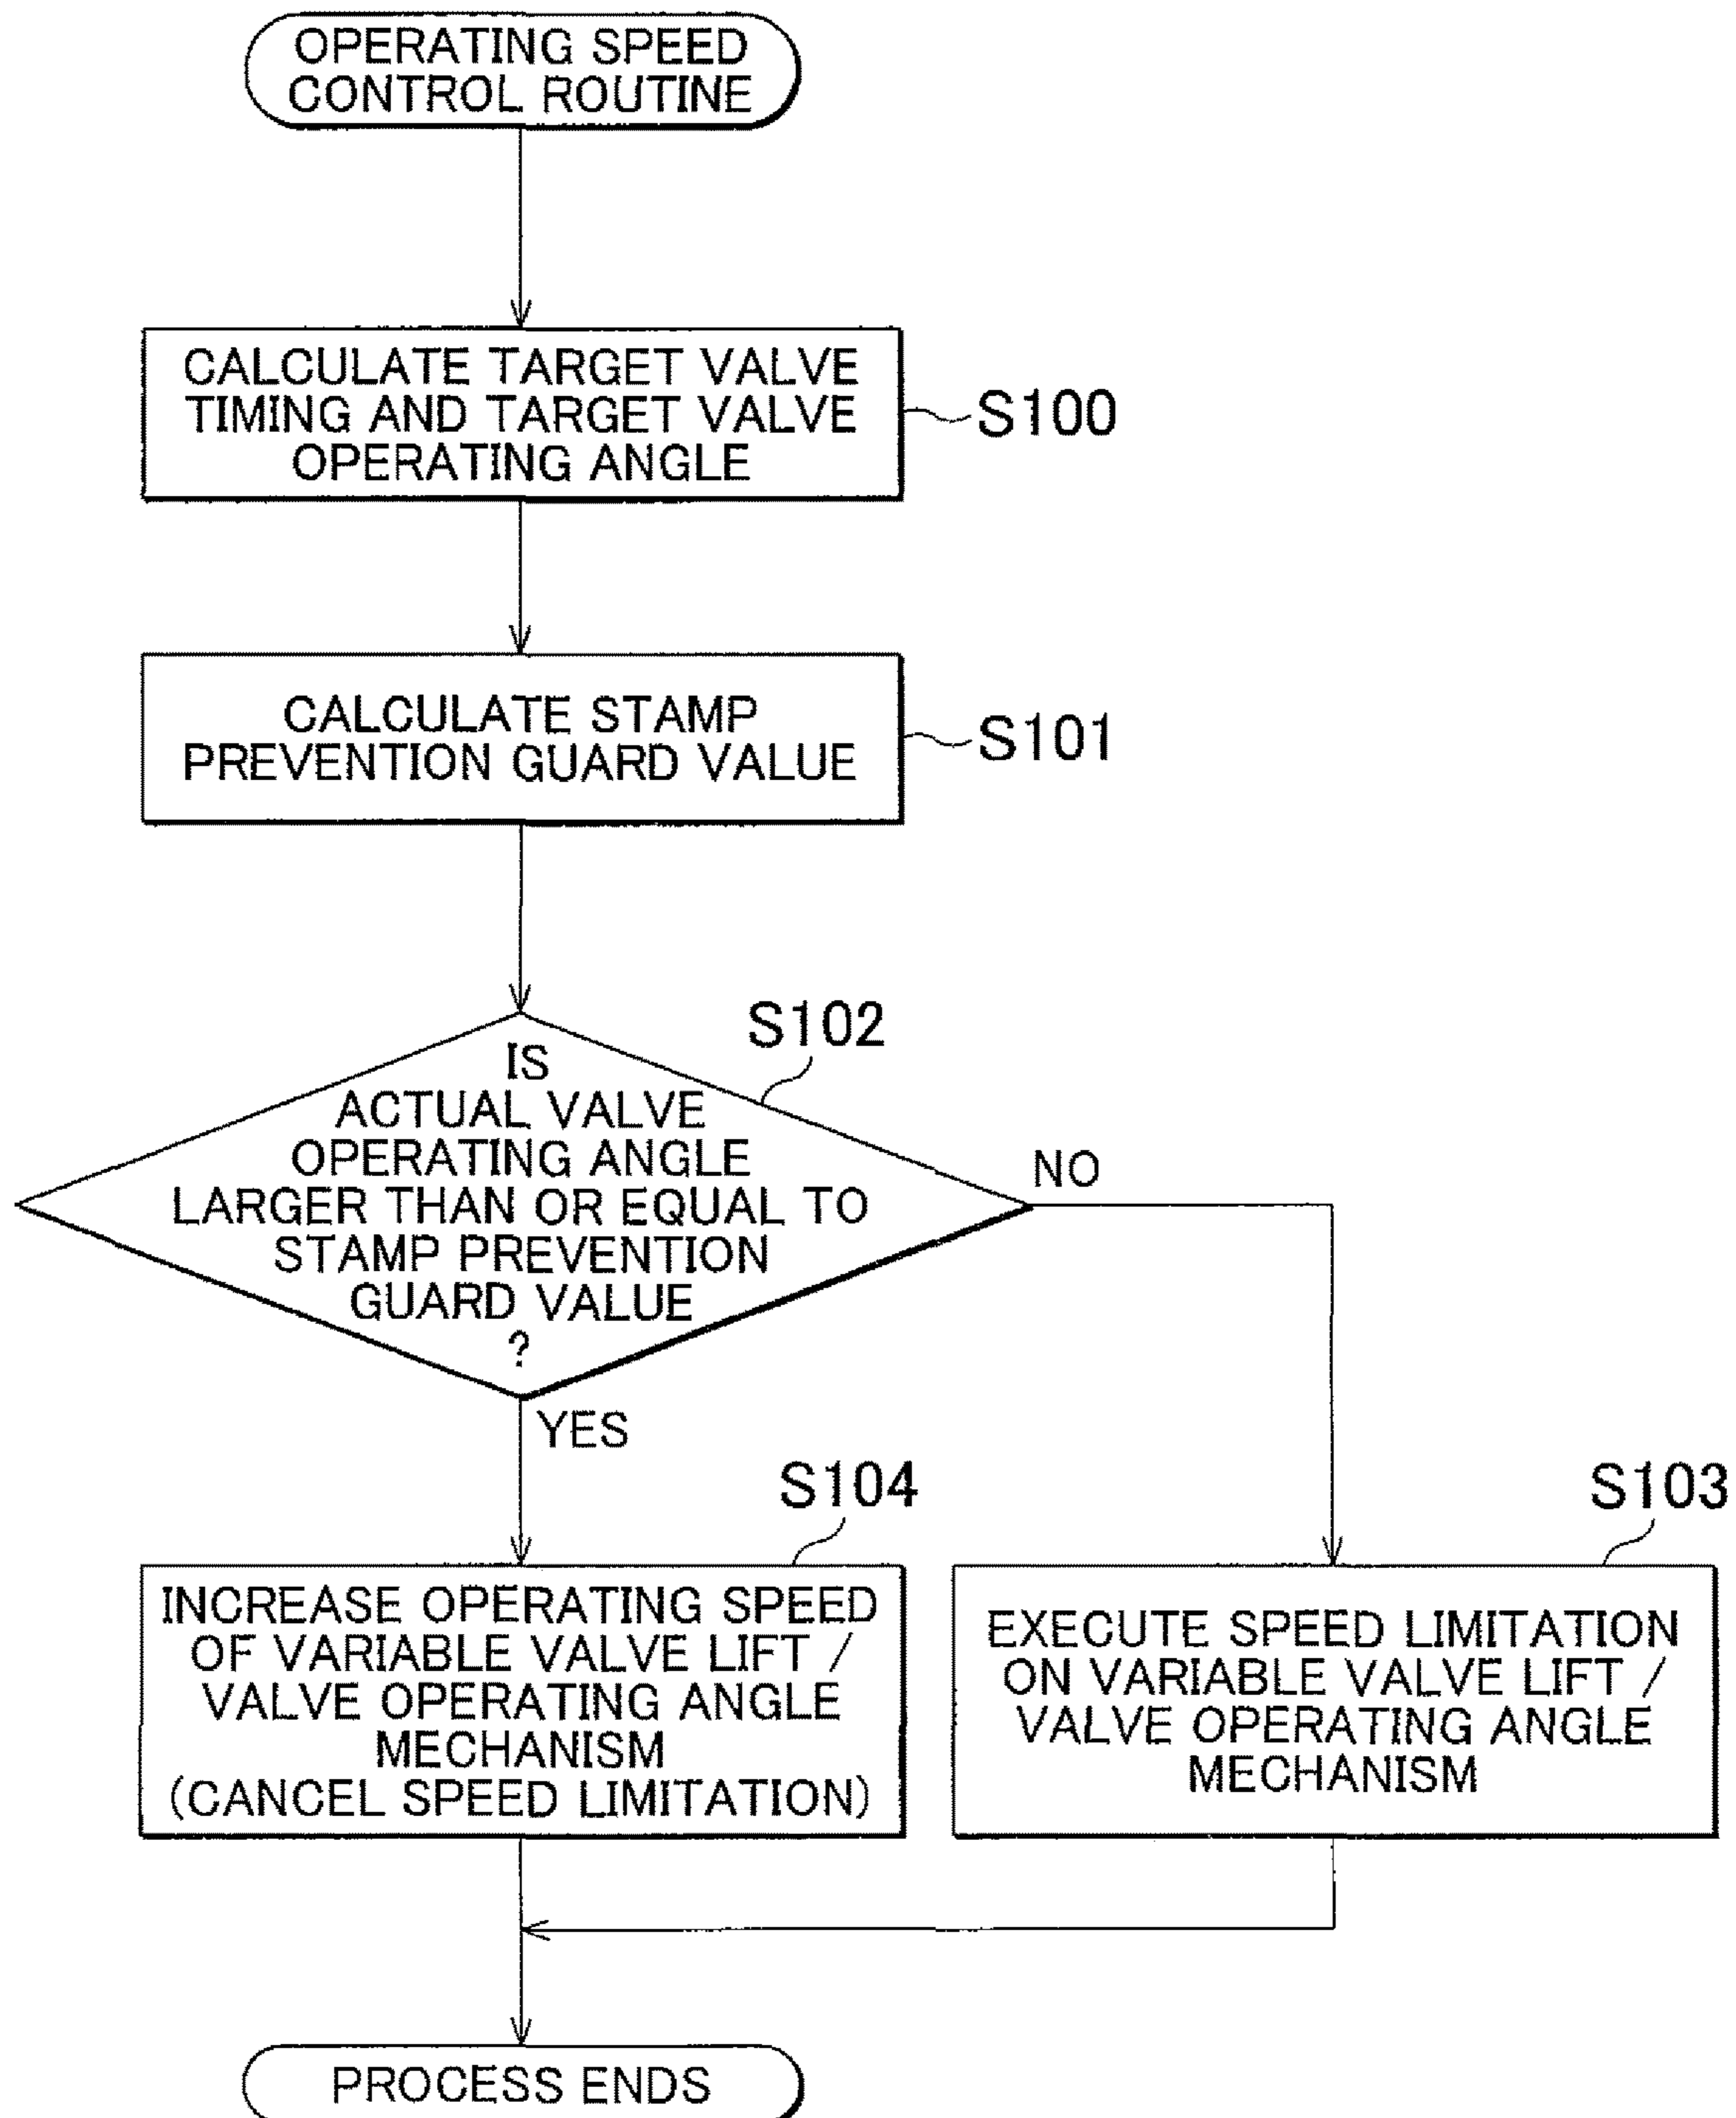 OPERATING SPEED
CONTROL ROUTINE
CALCULATE TARGET VALVE
TIMING AND TARGET VALVE
OPERATING ANGLE
S100
CALCULATE STAMP
PREVENTION GUARD VALUE
S101
S102
IS
ACTUAL VALVE
OPERATING ANGLE
LARGER THAN OR EQUAL TO
STAMP PREVENTION
GUARD VALUE
?
NO
YES
S104
INCREASE OPERATING SPEED
OF VARIABLE VALVE LIFT /
VALVE OPERATING ANGLE
MECHANISM
(CANCEL SPEED LIMITATION)
S103
EXECUTE SPEED LIMITATION
ON VARIABLE VALVE LIFT /
VALVE OPERATING ANGLE
MECHANISM
PROCESS ENDS